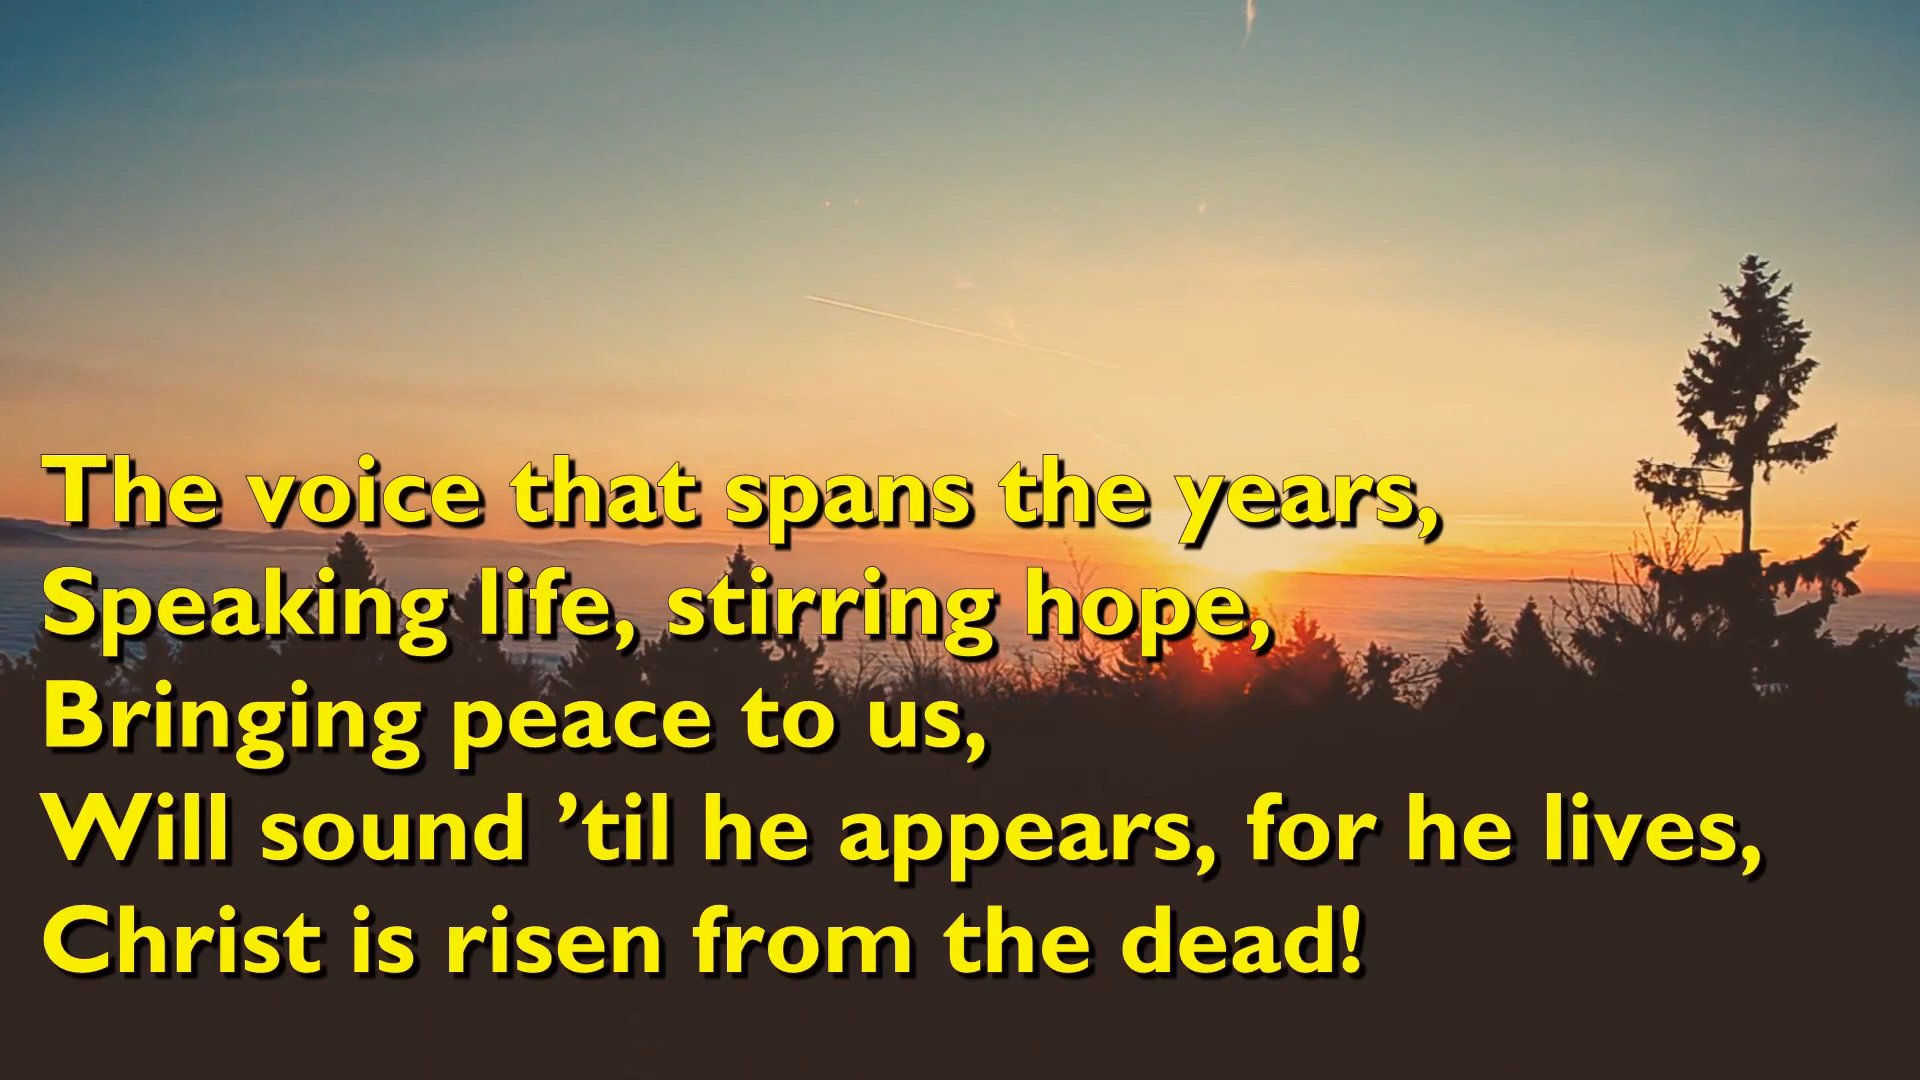 The voice that spans the years,
Speaking life, stirring hope,
Bringing peace to us,
Will sound ’til he appears, for he lives,
Christ is risen from the dead!